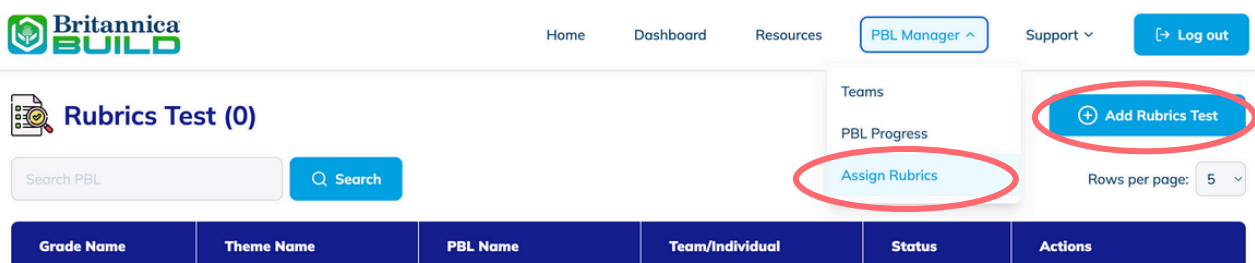 Britannica
BUILD
Home Dashboard Resources PBL Manager Support Log out
Teams
PBL Progress
Assign Rubrics
Rubrics Test (0)
Add Rubrics Test
Search PBL Search
Rows per page: 5
Grade Name Theme Name PBL Name Team/Individual Status Actions